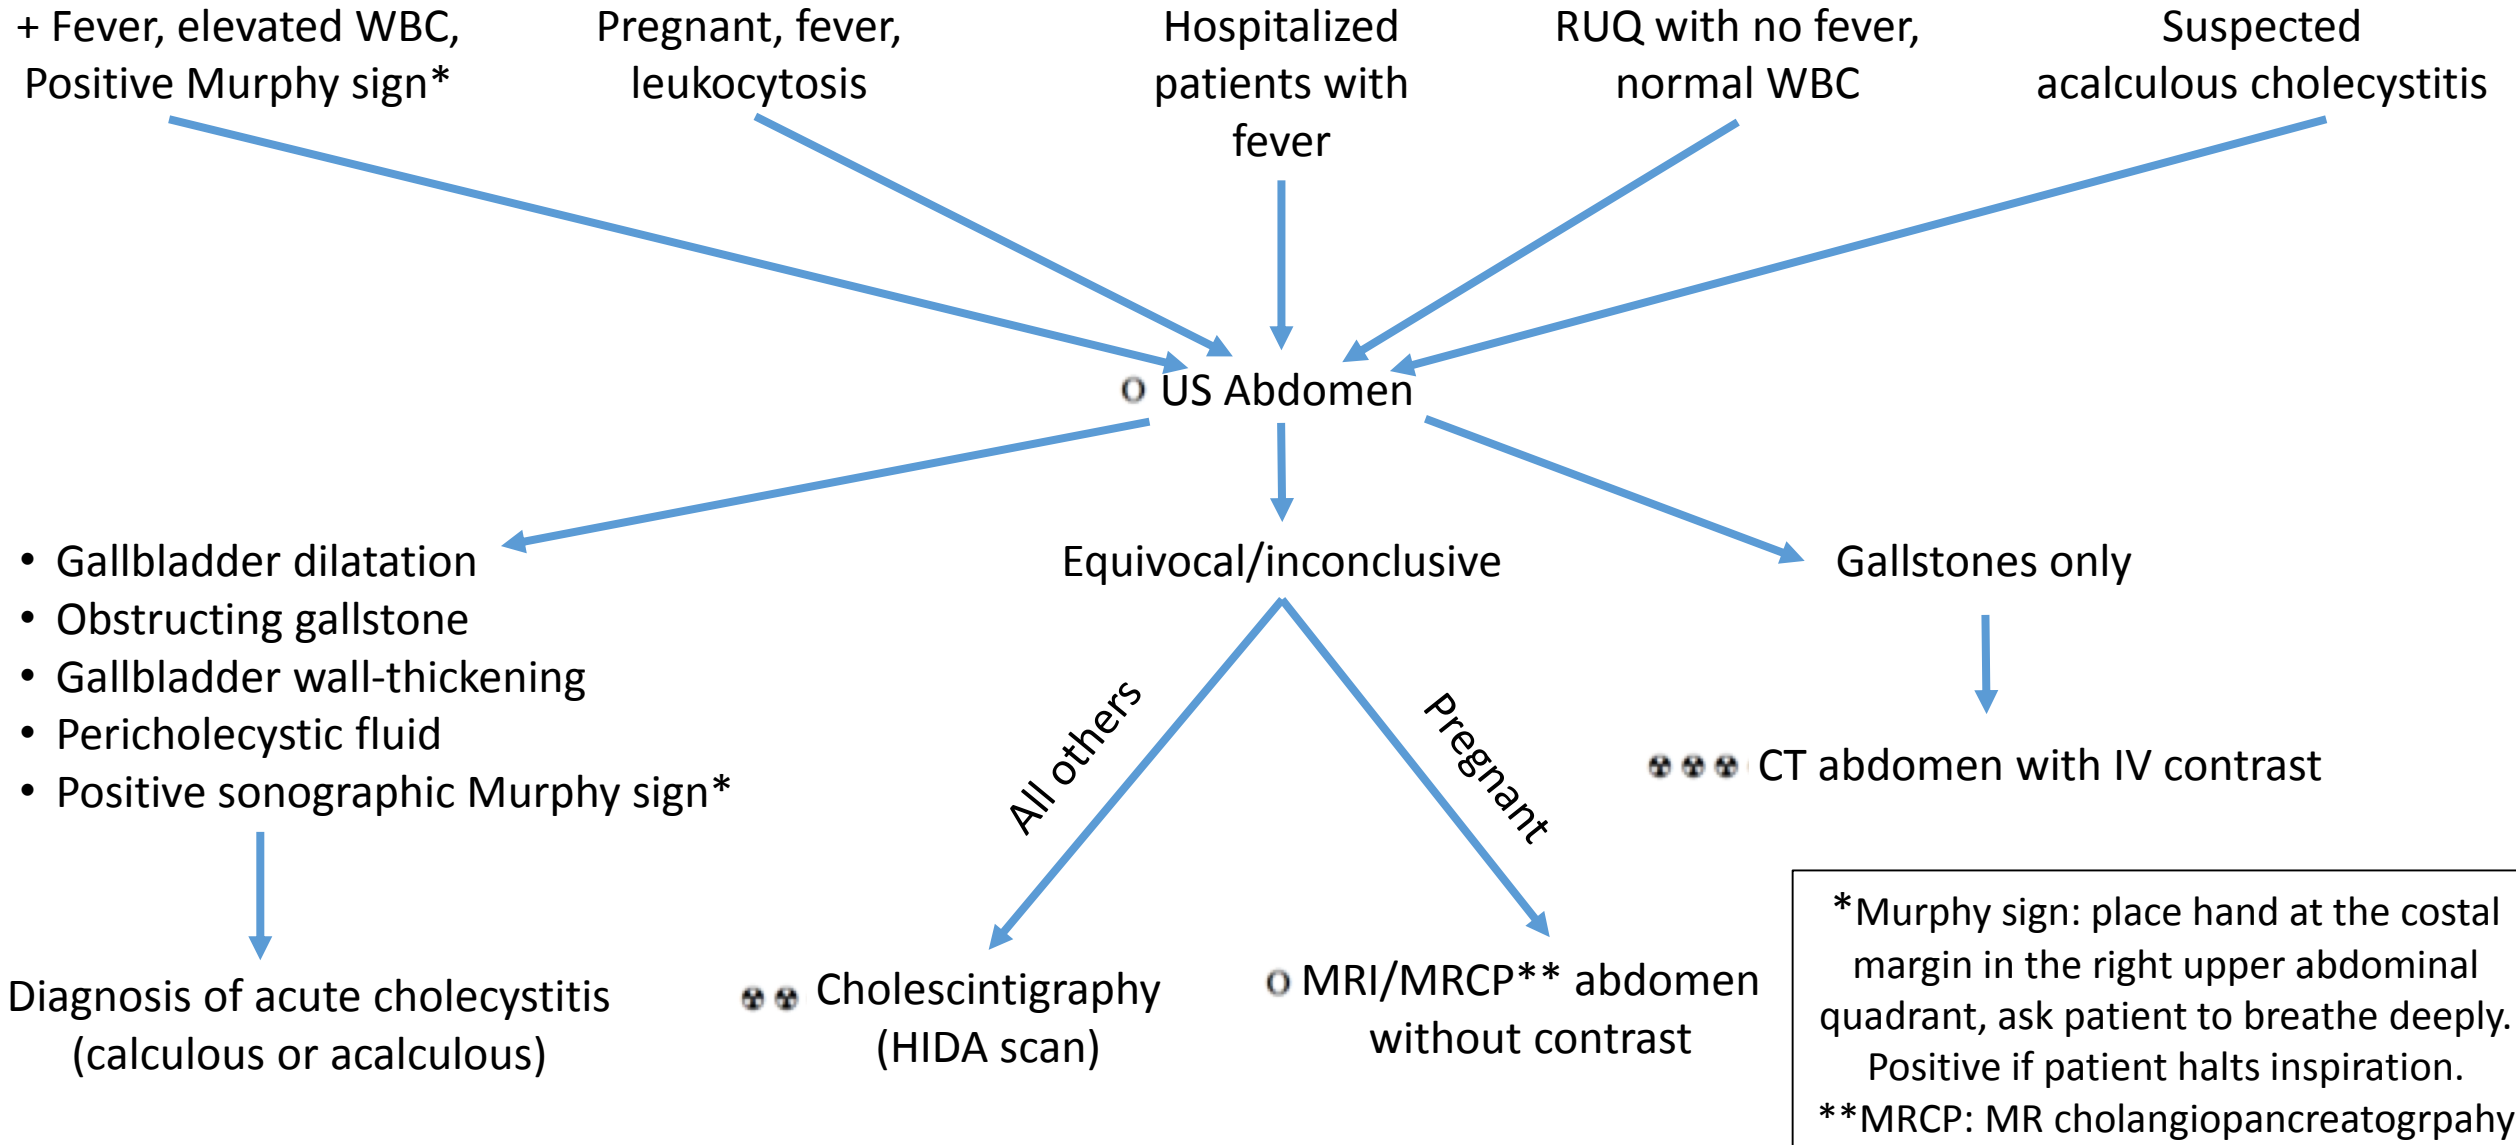 + Fever, elevated WBC,
Positive Murphy sign*
Pregnant, fever,
leukocytosis
Hospitalized
patients with
fever
RUQ with no fever,
normal WBC
Suspected
acalculous cholecystitis
O US Abdomen
• Gallbladder dilatation
• Obstructing gallstone
• Gallbladder wall-thickening
• Pericholecystic fluid
• Positive sonographic Murphy sign*
Equivocal/inconclusive
Gallstones only
All others
Pregnant
☢ ☢ ☢ CT abdomen with IV contrast
Diagnosis of acute cholecystitis
(calculous or acalculous)
☢ ☢ Cholescintigraphy
(HIDA scan)
O MRI/MRCP** abdomen
without contrast
*Murphy sign: place hand at the costal
margin in the right upper abdominal
quadrant, ask patient to breathe deeply.
Positive if patient halts inspiration.
**MRCP: MR cholangiopancreatogrpahy